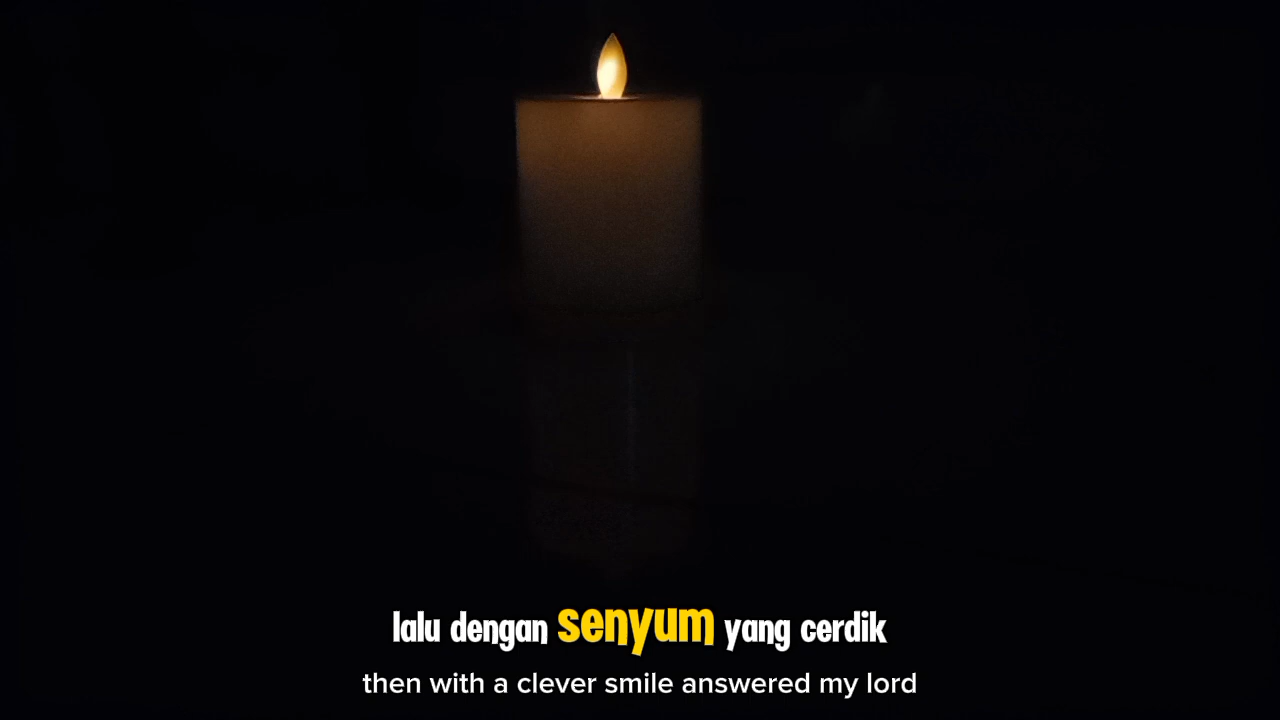 lalu dengan senyum yang cerdik
then with a clever smile answered my lord